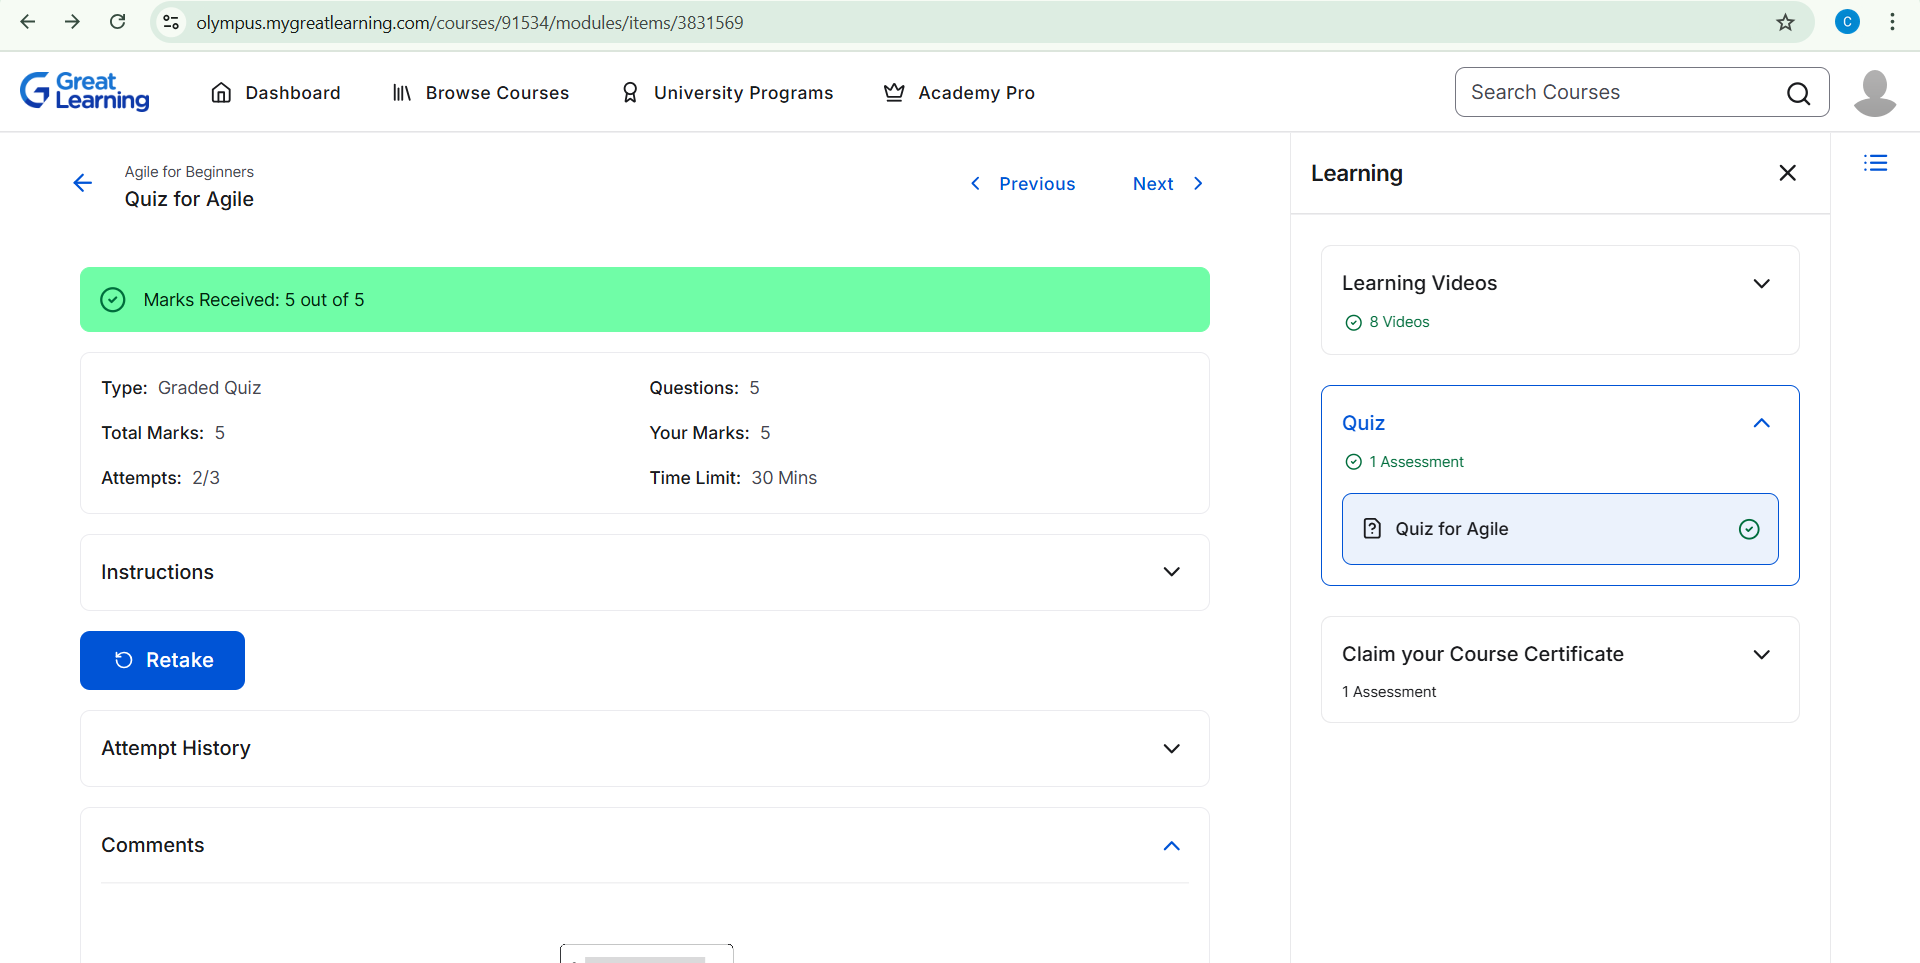 olympus.mygreatlearning.com/courses/91534/modules/items/3831569
C
Great
Learning
Dashboard
Browse Courses
University Programs
Academy Pro
Search Courses
Agile for Beginners
Quiz for Agile
Previous
Next
Marks Received: 5 out of 5
Type: Graded Quiz
Questions: 5
Total Marks: 5
Your Marks: 5
Attempts: 2/3
Time Limit: 30 Mins
Instructions
Retake
Attempt History
Comments
Learning
Learning Videos
8 Videos
Quiz
1 Assessment
Quiz for Agile
Claim your Course Certificate
1 Assessment